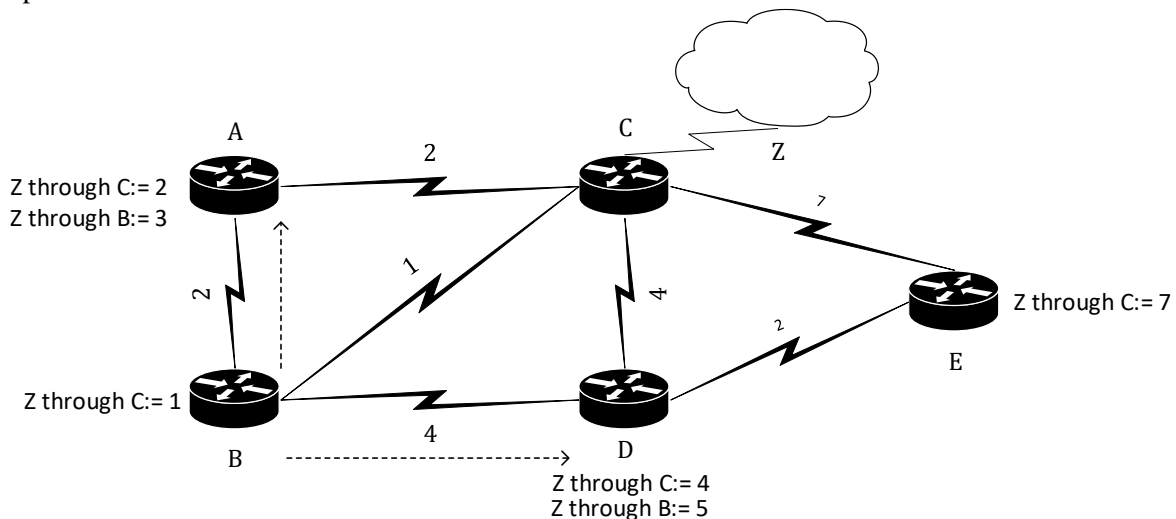 A
C
Z
2
Z through C:= 2
Z through B:= 3
7
1
2
4
2
Z through C:= 7
E
Z through C:= 1
4
B
D
Z through C:= 4
Z through B:= 5